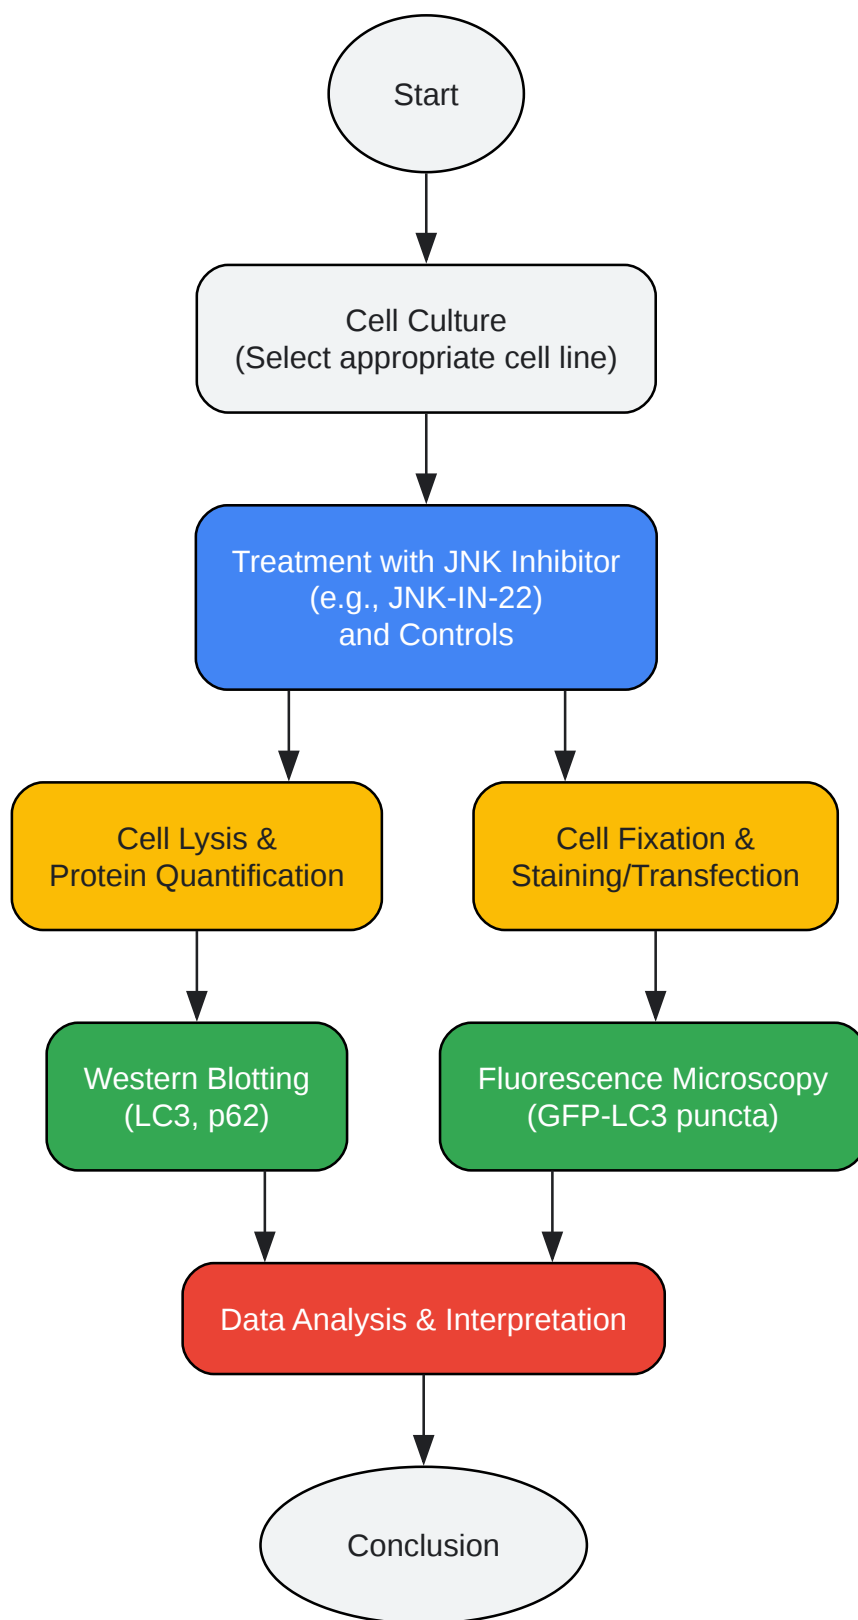 Start
Cell Culture
(Select appropriate cell line)
Treatment with JNK Inhibitor
(e.g., JNK-IN-22)
and Controls
Cell Lysis &
Protein Quantification
Cell Fixation &
Staining/Transfection
Western Blotting
(LC3, p62)
Fluorescence Microscopy
(GFP-LC3 puncta)
Data Analysis & Interpretation
Conclusion